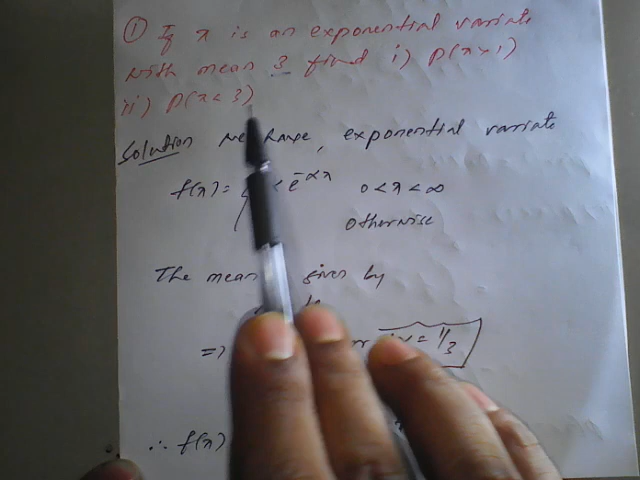 ① If x is an exponential variate
with mean 3 find i) P(x>1)
ii) P(x<3)
Solution we have, exponential variate
f(x)= α e^-αx 0<x<∞
otherwise
The mean given by
=> α = 1/3
∴ f(x)